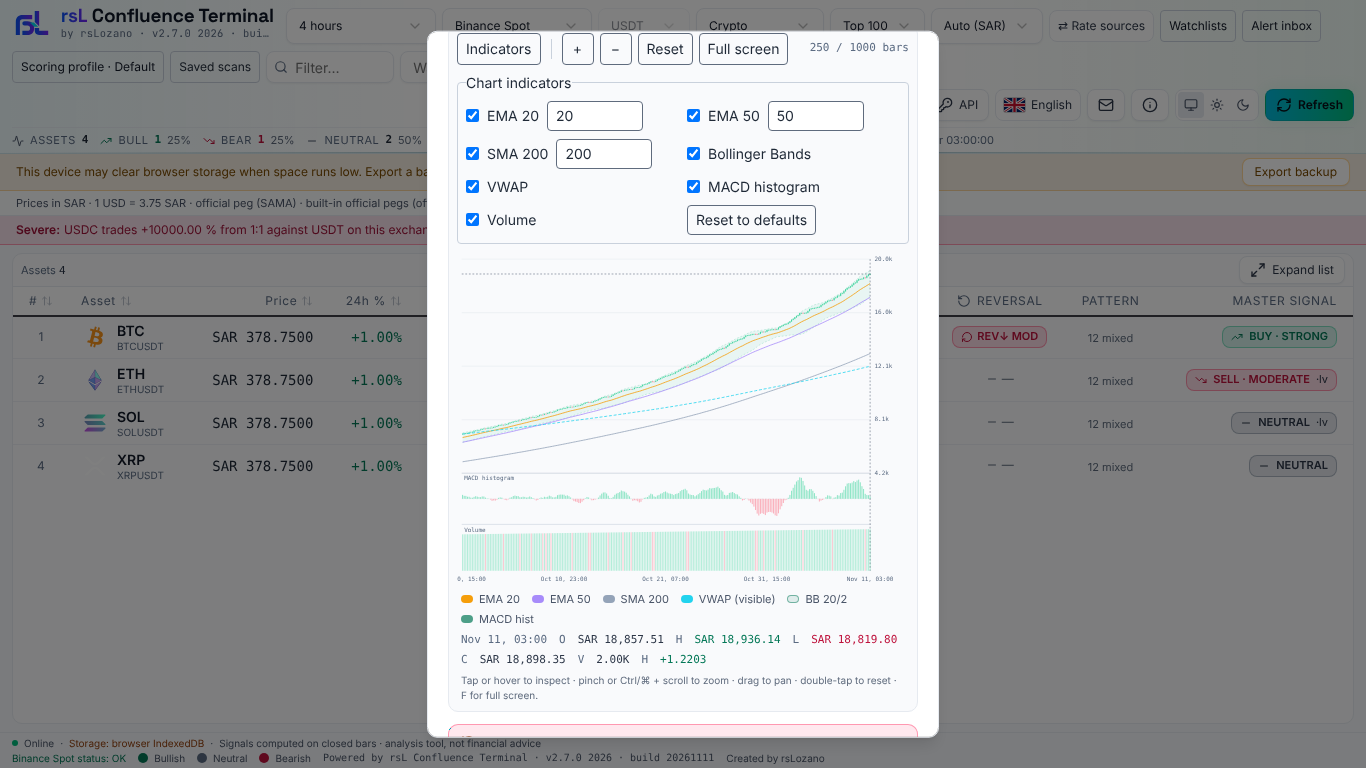 rsL Confluence Terminal
by rsLozano · v2.7.0 2026 · bui…
4 hours
Binance Spot
USDT
Crypto
Top 100
Auto (SAR)
⇄ Rate sources
Watchlists
Alert inbox
Scoring profile · Default
Saved scans
Filter...
API
English
Refresh
ASSETS 4
BULL 1 25%
BEAR 1 25%
NEUTRAL 2 50%
03:00:00
This device may clear browser storage when space runs low. Export a
Export backup
Prices in SAR · 1 USD = 3.75 SAR · official peg (SAMA) · built-in official pegs
Severe: USDC trades +10000.00 % from 1:1 against USDT on this
Assets 4
Expand list
# Asset Price 24h %
REVERSAL PATTERN MASTER SIGNAL
1 BTC SAR 378.7500 +1.00% REV↓ MOD 12 mixed BUY · STRONG
BTCUSDT
2 ETH SAR 378.7500 +1.00% — — 12 mixed SELL · MODERATE ·lv
ETHUSDT
3 SOL SAR 378.7500 +1.00% — — 12 mixed NEUTRAL ·lv
SOLUSDT
4 XRP SAR 378.7500 +1.00% — — 12 mixed NEUTRAL
XRPUSDT
Indicators + − Reset Full screen 250 / 1000 bars
Chart indicators
EMA 20 20 EMA 50 50
SMA 200 200 Bollinger Bands
VWAP MACD histogram
Volume Reset to defaults
20.0k
16.0k
12.1k
8.1k
4.2k
MACD histogram
Volume
0, 15:00 Oct 10, 23:00 Oct 21, 07:00 Oct 31, 15:00 Nov 11, 03:00
EMA 20 EMA 50 SMA 200 VWAP (visible) BB 20/2
MACD hist
Nov 11, 03:00 O SAR 18,857.51 H SAR 18,936.14 L SAR 18,819.80
C SAR 18,898.35 V 2.00K H +1.2203
Tap or hover to inspect · pinch or Ctrl/⌘ + scroll to zoom · drag to pan · double-tap to reset ·
F for full screen.
Online · Storage: browser IndexedDB · Signals computed on closed bars · analysis tool, not financial advice
Binance Spot status: OK Bullish Neutral Bearish Powered by rsL Confluence Terminal · v2.7.0 2026 · build 20261111 Created by rsLozano